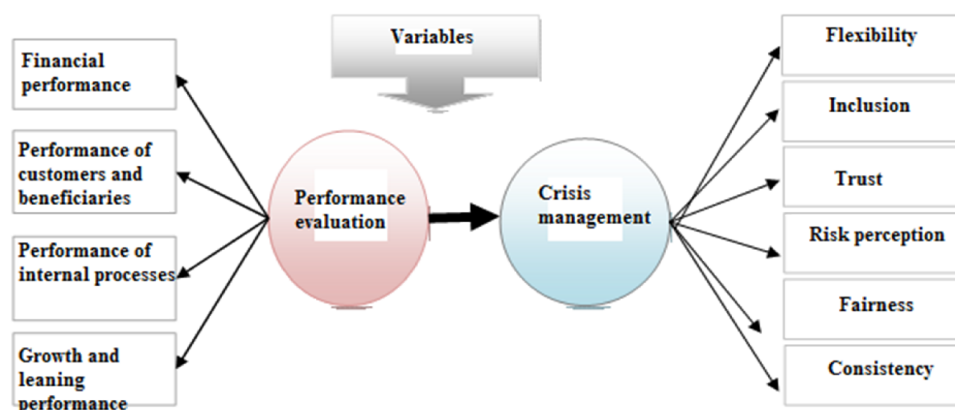 Variables
Financial
performance
Performance of
customers and
beneficiaries
Performance of
internal processes
Growth and
leaning
performance
Performance
evaluation
Crisis
management
Flexibility
Inclusion
Trust
Risk perception
Fairness
Consistency